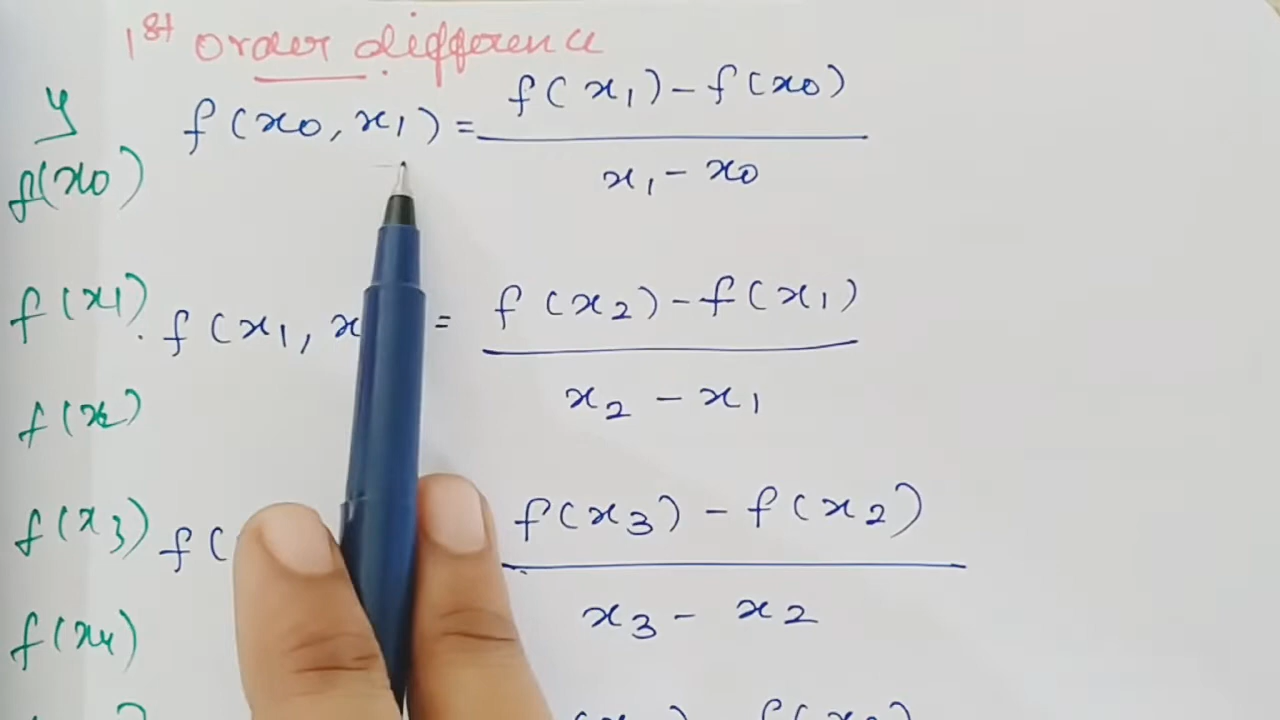 1st order difference
y
f(x0, x1) = f(x1) - f(x0)
x1 - x0
f(x0)
f(x1)
f(x1, x = f(x2) - f(x1)
x2 - x1
f(x2)
f(x3)
f( f(x3) - f(x2)
x3 - x2
f(x4)